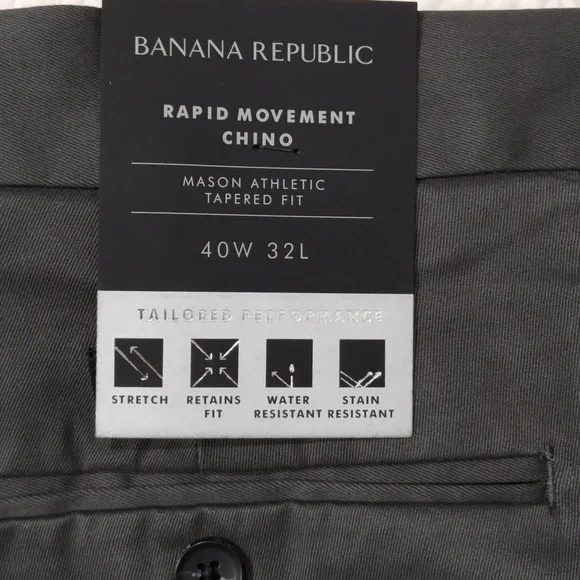 BANANA REPUBLIC
RAPID MOVEMENT
CHINO
MASON ATHLETIC
TAPERED FIT
40W 32L
TAILORED PERFORMANCE
STRETCH
RETAINS
FIT
WATER
RESISTANT
STAIN
RESISTANT